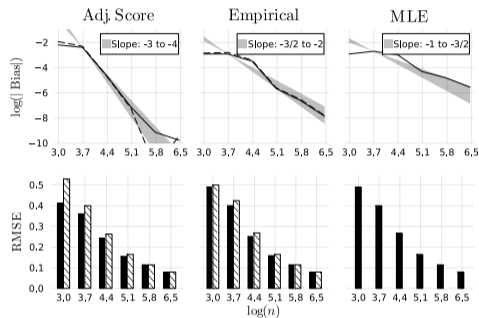 Adj. Score
Empirical
MLE
Slope: -3 to -4
Slope: -3/2 to -2
Slope: -1 to -3/2
log(| Bias|)
−2
−4
−6
−8
−10
3,0 3,7 4,4 5,1 5,8 6,5
3,0 3,7 4,4 5,1 5,8 6,5
3,0 3,7 4,4 5,1 5,8 6,5
RMSE
0,5
0,4
0,3
0,2
0,1
0,0
3,0 3,7 4,4 5,1 5,8 6,5
3,0 3,7 4,4 5,1 5,8 6,5
3,0 3,7 4,4 5,1 5,8 6,5
log(n)